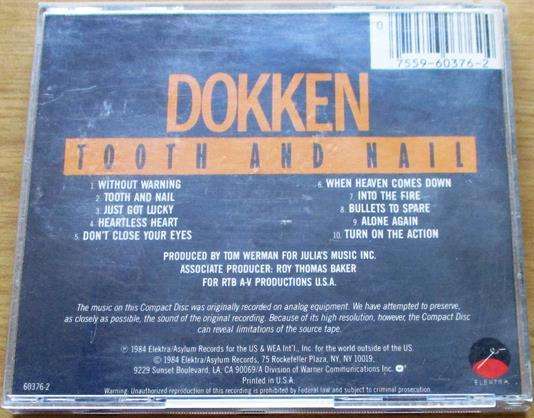 0
7559-60376-2
DOKKEN
TOOTH AND NAIL
1. WITHOUT WARNING
2. TOOTH AND NAIL
3. JUST GOT LUCKY
4. HEARTLESS HEART
5. DON'T CLOSE YOUR EYES
6. WHEN HEAVEN COMES DOWN
7. INTO THE FIRE
8. BULLETS TO SPARE
9. ALONE AGAIN
10. TURN ON THE ACTION
PRODUCED BY TOM WERMAN FOR JULIA'S MUSIC INC.
ASSOCIATE PRODUCER: ROY THOMAS BAKER
FOR RTB A-V PRODUCTIONS U.S.A.
The music on this Compact Disc was originally recorded on analog equipment. We have attempted to preserve,
as closely as possible, the sound of the original recording. Because of its high resolution, however, the Compact Disc
can reveal limitations of the source tape.
℗ 1984 Elektra/Asylum Records for the US & WEA Int'l., Inc. for the world outside of the US.
© 1984 Elektra/Asylum Records, 75 Rockefeller Plaza, NY, NY 10019,
9229 Sunset Boulevard, LA, CA 90069/A Division of Warner Communications Inc.
Printed in U.S.A.
60376-2
Warning: Unauthorized reproduction of this recording is prohibited by Federal law and subject to criminal prosecution.
ELEKTRA